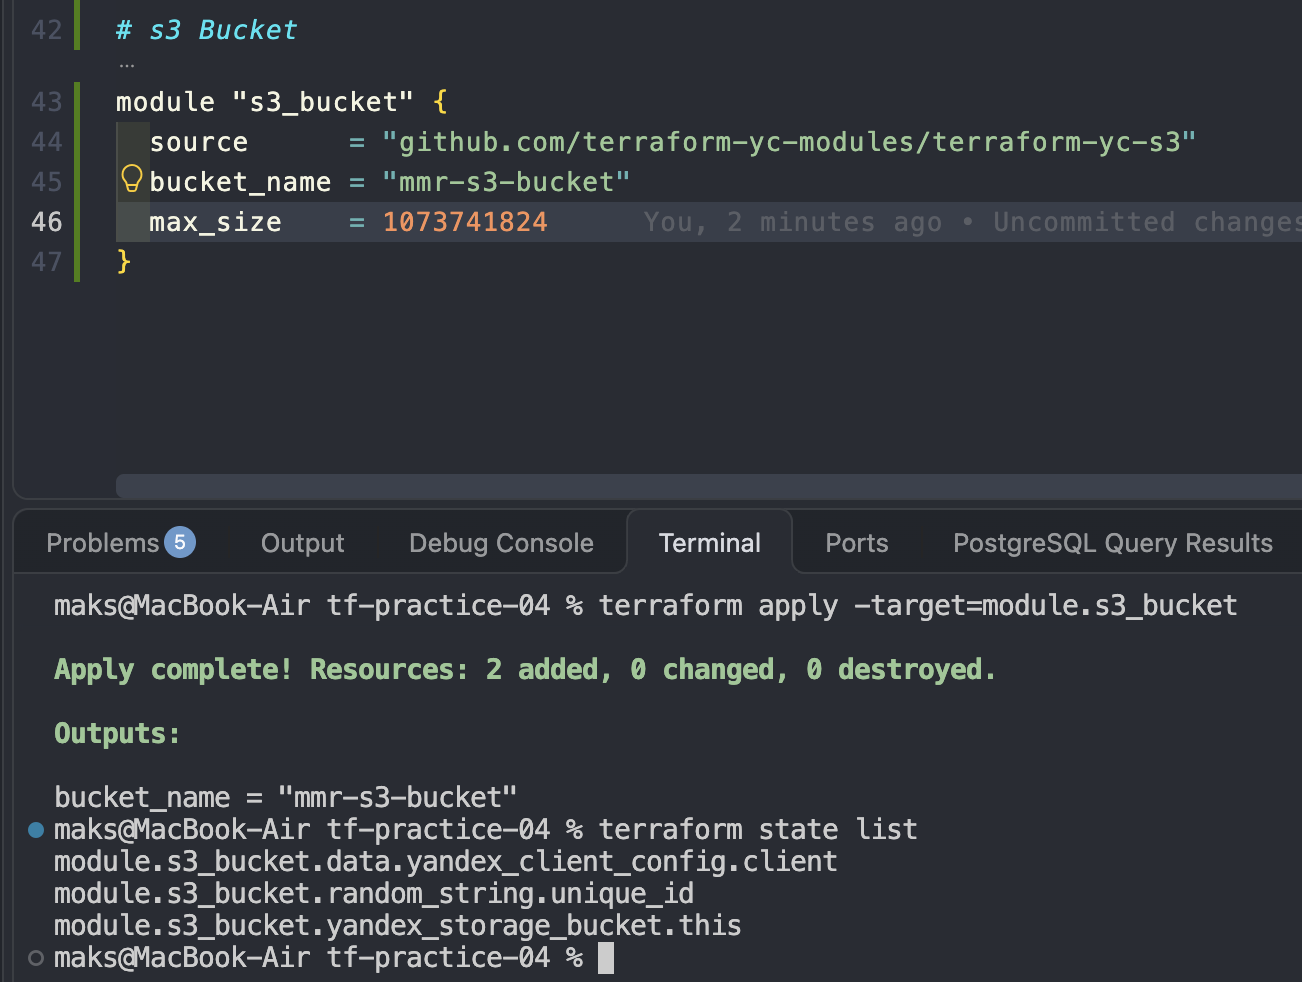 42 # s3 Bucket
...
43 module "s3_bucket" {
44 source = "github.com/terraform-yc-modules/terraform-yc-s3"
45 bucket_name = "mmr-s3-bucket"
46 max_size = 1073741824 You, 2 minutes ago • Uncommitted changes
47 }
Problems 5 Output Debug Console Terminal Ports PostgreSQL Query Results
maks@MacBook-Air tf-practice-04 % terraform apply -target=module.s3_bucket
Apply complete! Resources: 2 added, 0 changed, 0 destroyed.
Outputs:
bucket_name = "mmr-s3-bucket"
maks@MacBook-Air tf-practice-04 % terraform state list
module.s3_bucket.data.yandex_client_config.client
module.s3_bucket.random_string.unique_id
module.s3_bucket.yandex_storage_bucket.this
maks@MacBook-Air tf-practice-04 %